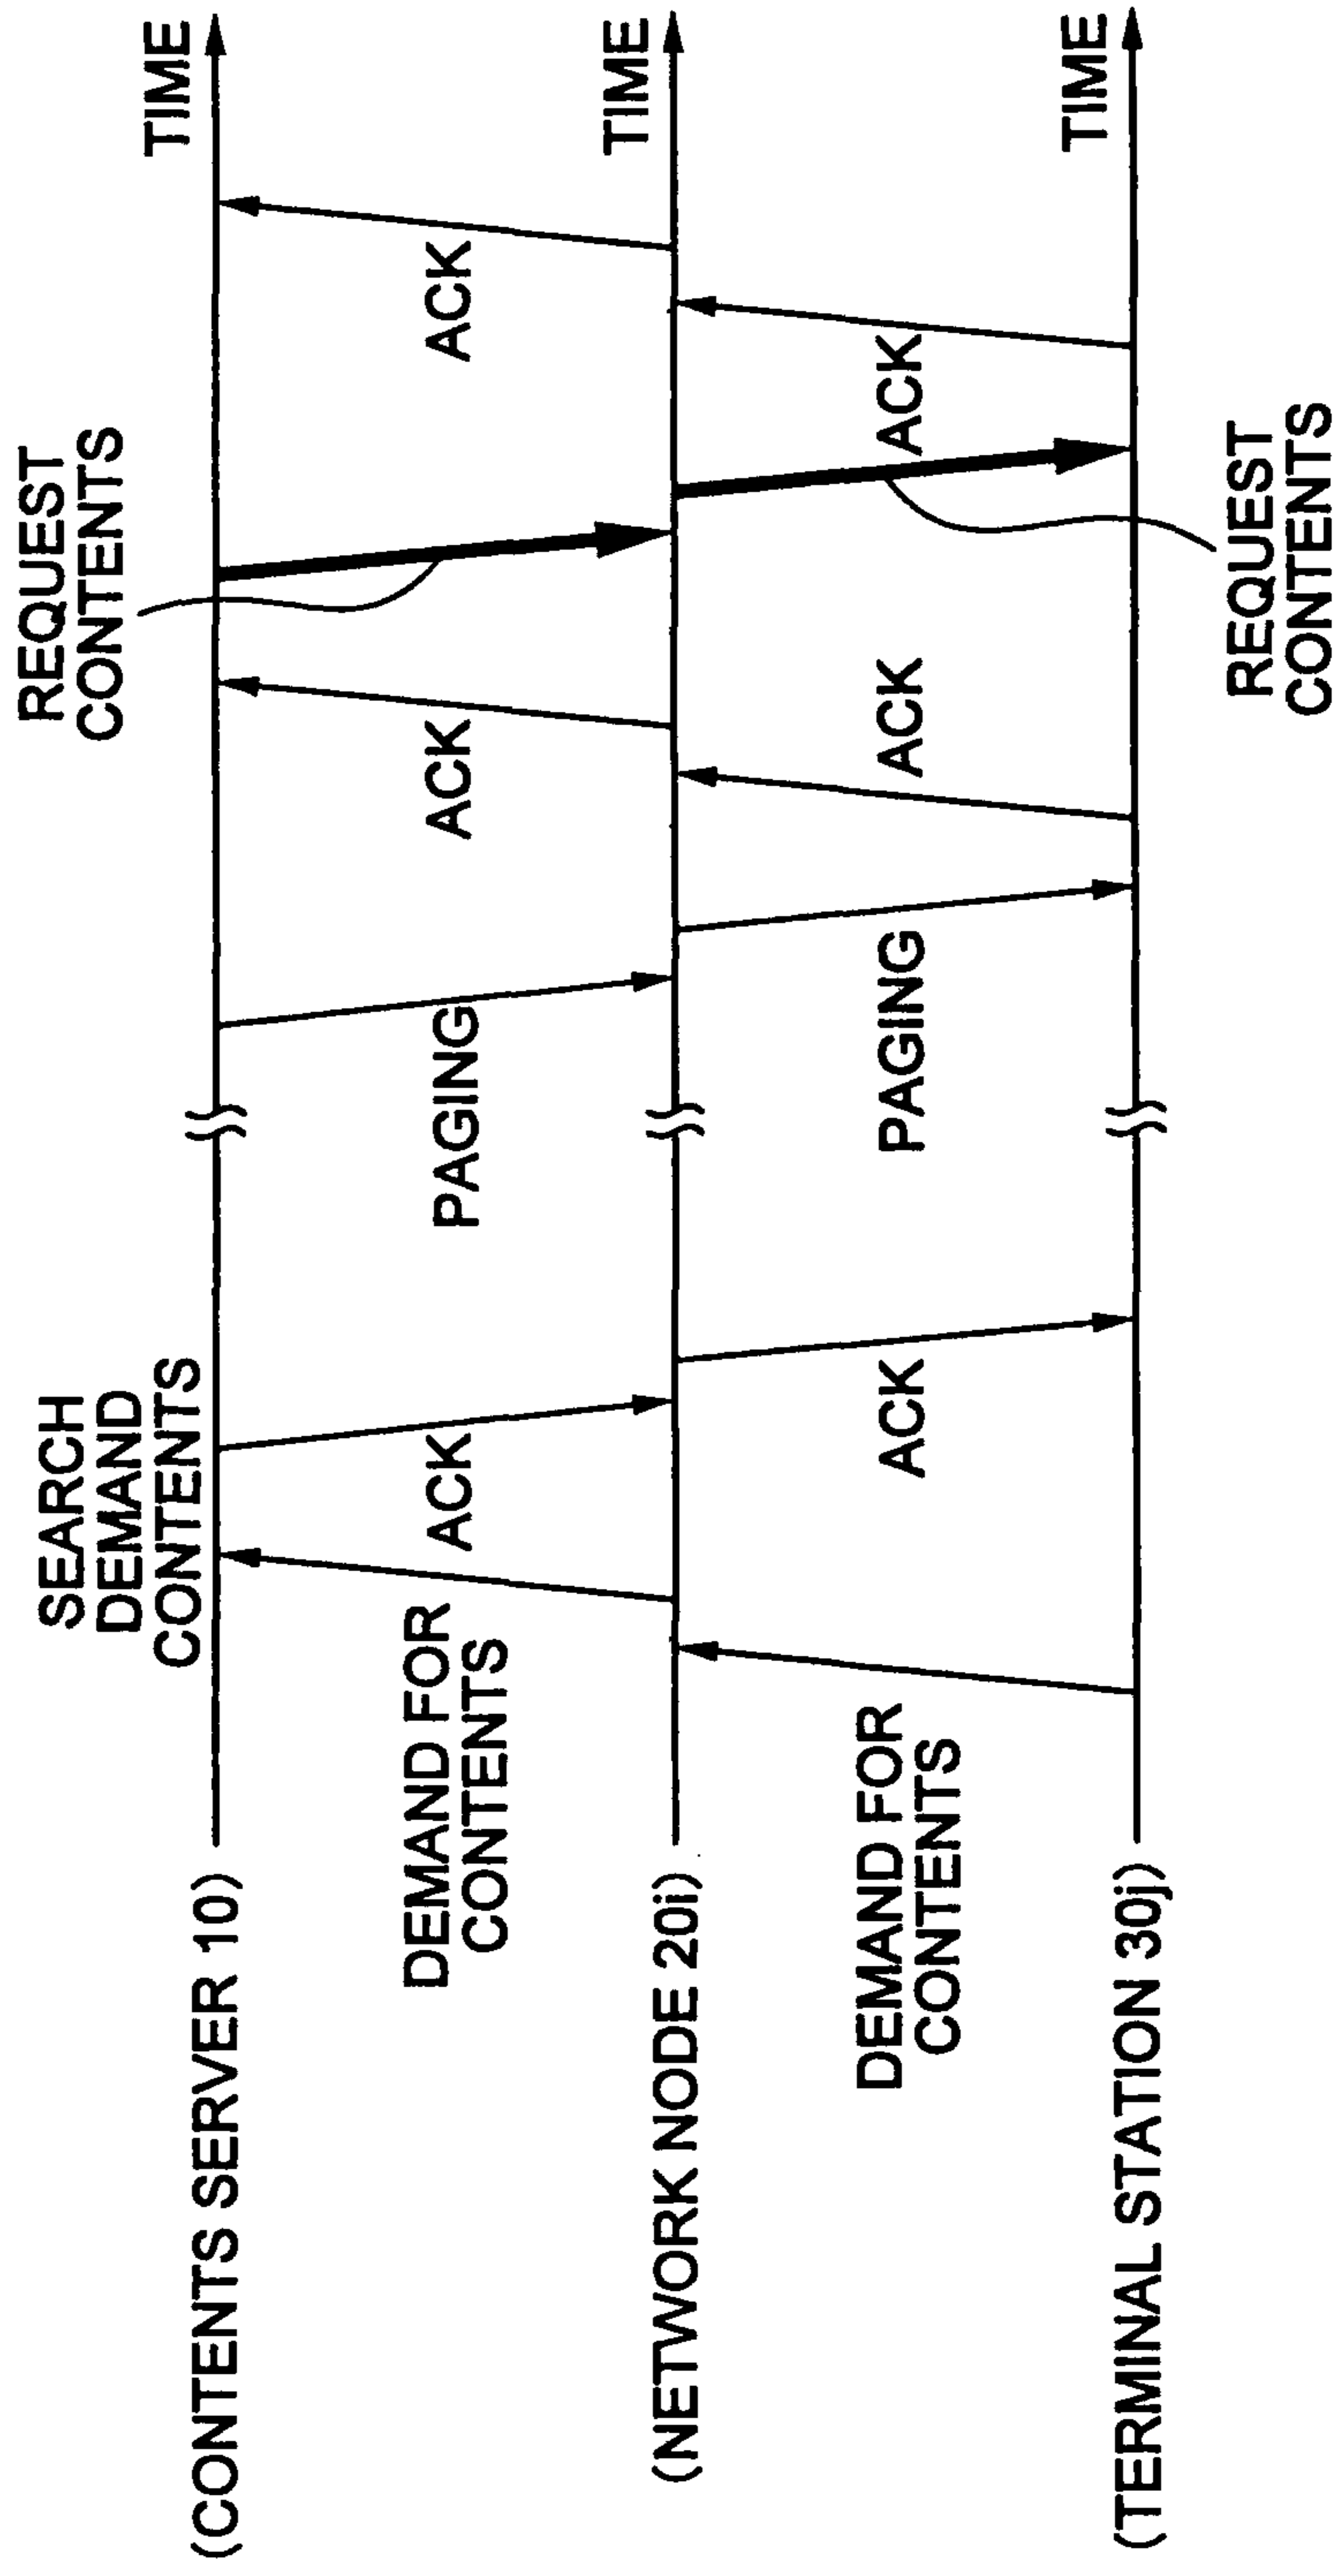 SEARCH
DEMAND
CONTENTS
REQUEST
CONTENTS
(CONTENTS SERVER 10)
TIME
DEMAND FOR
CONTENTS
ACK
PAGING
ACK
ACK
(NETWORK NODE 20i)
TIME
DEMAND FOR
CONTENTS
ACK
PAGING
ACK
ACK
(TERMINAL STATION 30j)
TIME
REQUEST
CONTENTS